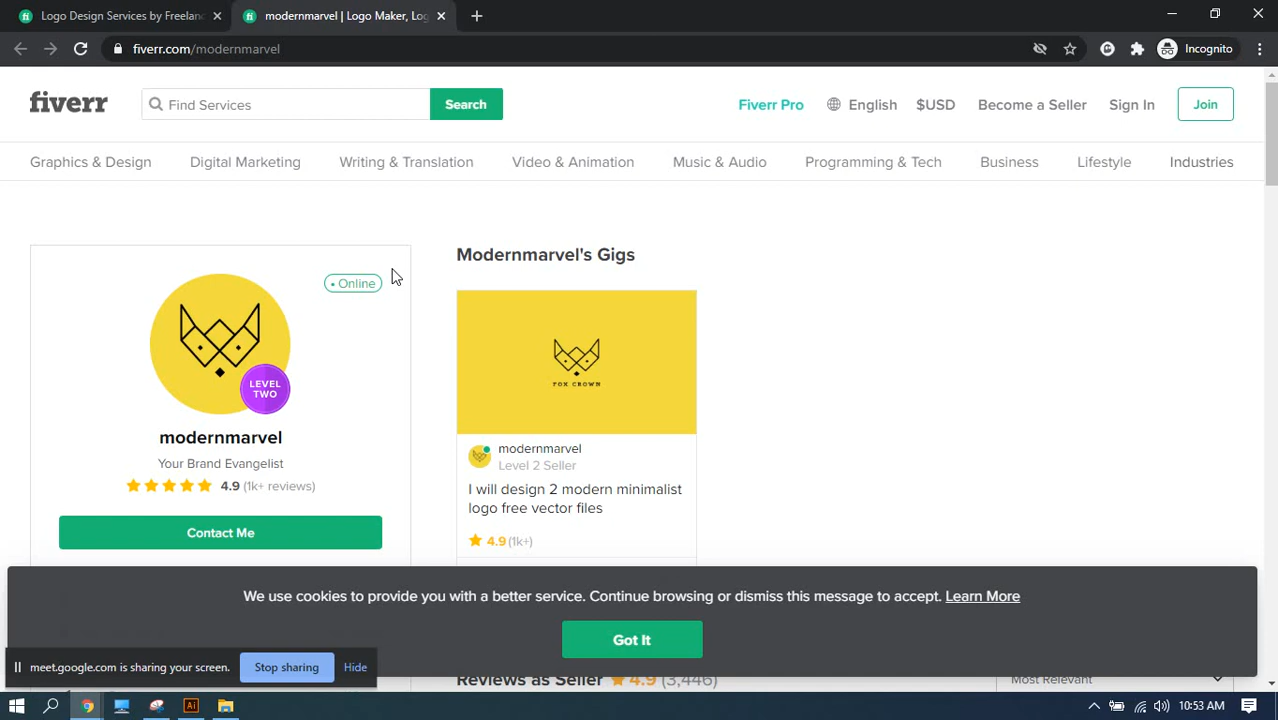 Logo Design Services by Freelanc
modernmarvel | Logo Maker, Log
fiverr.com/modernmarvel
Incognito
fiverr
Find Services
Search
Fiverr Pro
English
$USD
Become a Seller
Sign In
Join
Graphics & Design
Digital Marketing
Writing & Translation
Video & Animation
Music & Audio
Programming & Tech
Business
Lifestyle
Industries
• Online
LEVEL
TWO
modernmarvel
Your Brand Evangelist
4.9 (1k+ reviews)
Contact Me
Modernmarvel's Gigs
FOX CROWN
modernmarvel
Level 2 Seller
I will design 2 modern minimalist
logo free vector files
4.9 (1k+)
We use cookies to provide you with a better service. Continue browsing or dismiss this message to accept. Learn More
Got It
meet.google.com is sharing your screen.
Stop sharing
Hide
Reviews as Seller 4.9 (3,446)
Most Relevant
Ai
10:53 AM